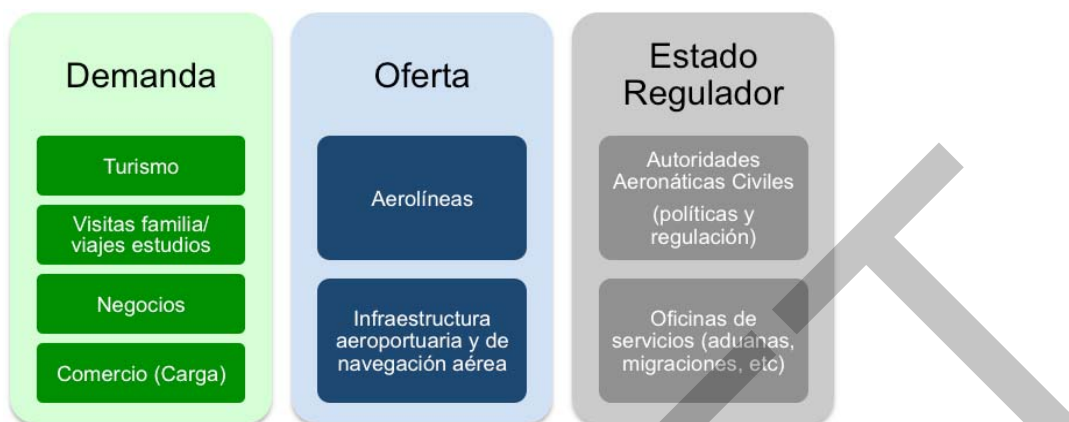 Demanda
Turismo
Visitas familia/
viajes estudios
Negocios
Comercio (Carga)
Oferta
Aerolíneas
Infraestructura
aeroportuaria y de
navegación aérea
Estado
Regulador
Autoridades
Aeronáticas Civiles
(políticas y
regulación)
Oficinas de
servicios (aduanas,
migraciones, etc)